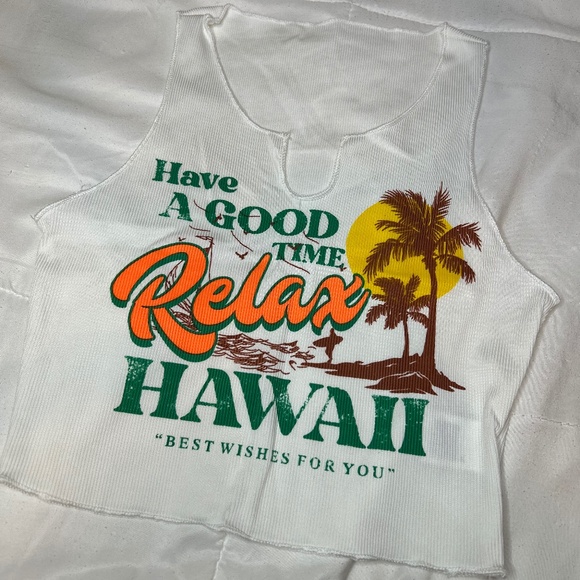 Have
A GOOD
TIME
Relax
HAWAII
"BEST WISHES FOR YOU"